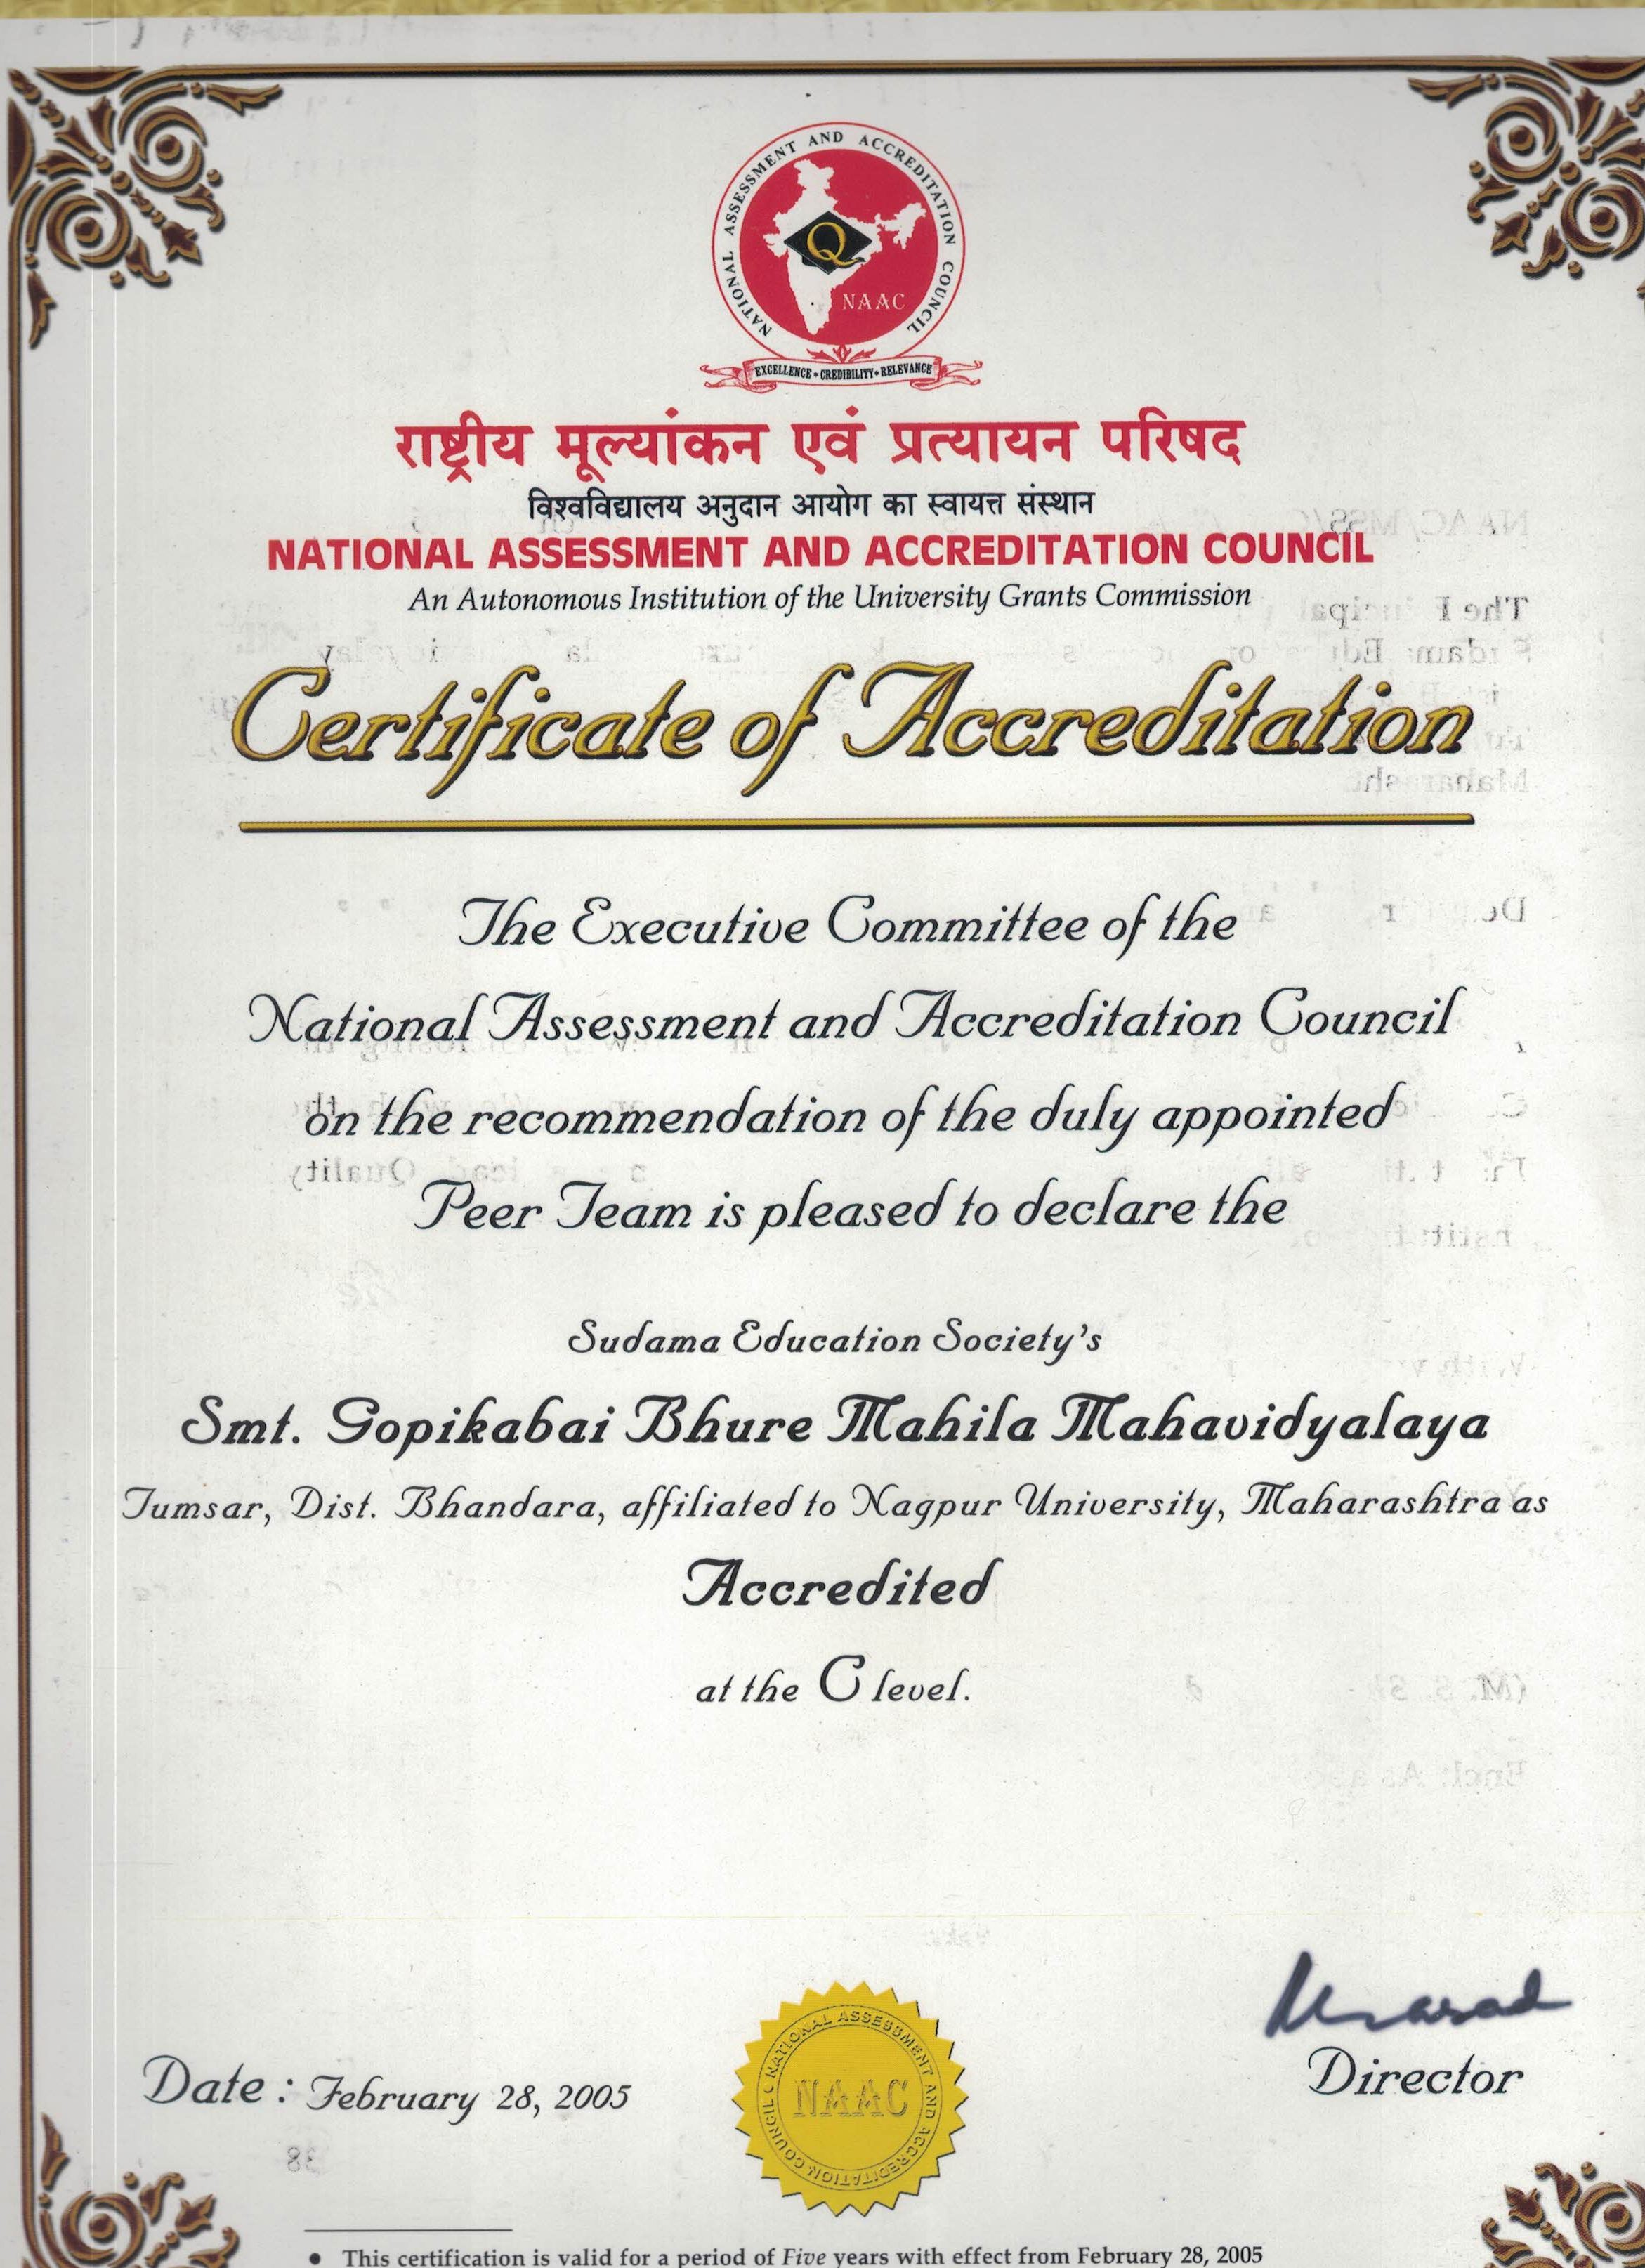 NATIONAL ASSESSMENT AND ACCREDITATION COUNCIL
Q
NAAC
EXCELLENCE • CREDIBILITY • RELEVANCE
राष्ट्रीय मूल्यांकन एवं प्रत्यायन परिषद
विश्वविद्यालय अनुदान आयोग का स्वायत्त संस्थान
NATIONAL ASSESSMENT AND ACCREDITATION COUNCIL
An Autonomous Institution of the University Grants Commission
Certificate of Accreditation
The Executive Committee of the
National Assessment and Accreditation Council
on the recommendation of the duly appointed
Peer Team is pleased to declare the
Sudama Education Society's
Smt. Gopikabai Bhure Mahila Mahavidyalaya
Tumsar, Dist. Bhandara, affiliated to Nagpur University, Maharashtra as
Accredited
at the C level.
Director
Date : February 28, 2005
NATIONAL ASSESSMENT AND ACCREDITATION COUNCIL
NAAC
38
• This certification is valid for a period of Five years with effect from February 28, 2005